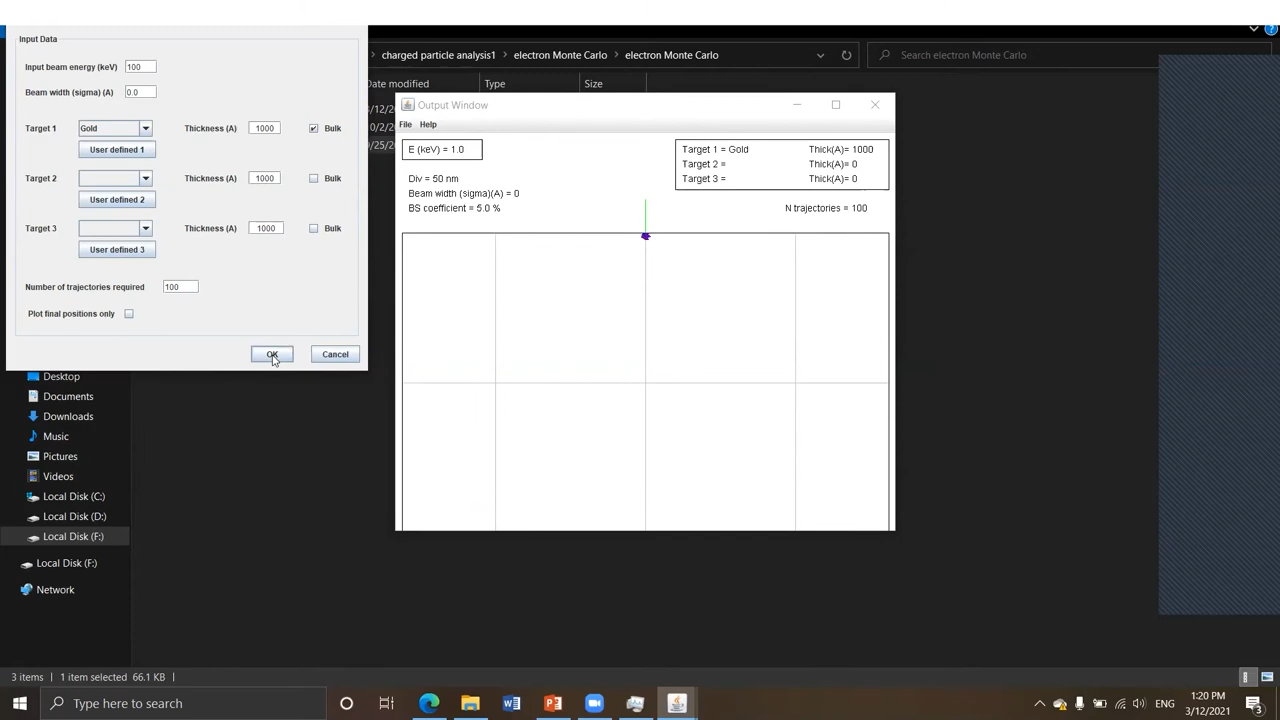 Input Data
Input beam energy (keV) 100
Beam width (sigma) (A) 0.0
Target 1 Gold Thickness (A) 1000 Bulk
User defined 1
Target 2 Thickness (A) 1000 Bulk
User defined 2
Target 3 Thickness (A) 1000 Bulk
User defined 3
Number of trajectories required 100
Plot final positions only
OK Cancel
charged particle analysis1 electron Monte Carlo electron Monte Carlo
Search electron Monte Carlo
Date modified Type Size
Output Window
File Help
E (keV) = 1.0
Div = 50 nm
Beam width (sigma)(A) = 0
BS coefficient = 5.0 %
Target 1 = Gold Thick(A)= 1000
Target 2 = Thick(A)= 0
Target 3 = Thick(A)= 0
N trajectories = 100
Desktop
Documents
Downloads
Music
Pictures
Videos
Local Disk (C:)
Local Disk (D:)
Local Disk (F:)
Local Disk (F:)
Network
3 items 1 item selected 66.1 KB
Type here to search
ENG
1:20 PM
3/12/2021
3